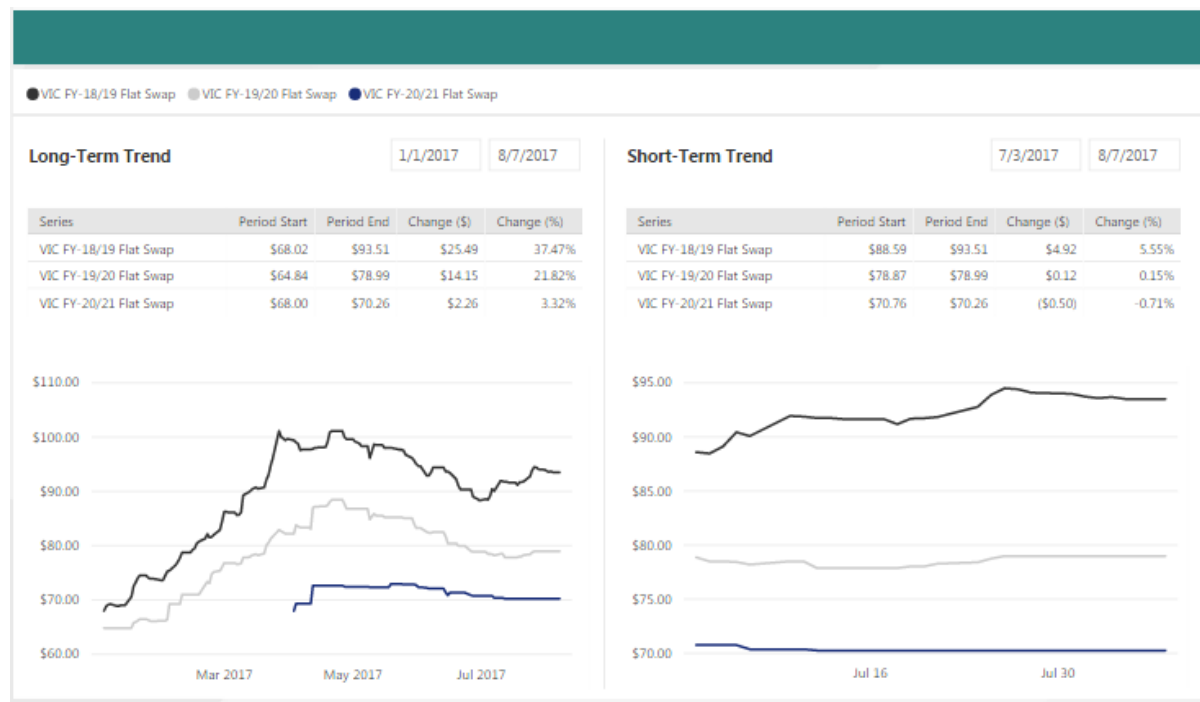 VIC FY-18/19 Flat Swap VIC FY-19/20 Flat Swap VIC FY-20/21 Flat Swap
Long-Term Trend 1/1/2017 8/7/2017
Series Period Start Period End Change ($) Change (%)
VIC FY-18/19 Flat Swap $68.02 $93.51 $25.49 37.47%
VIC FY-19/20 Flat Swap $64.84 $78.99 $14.15 21.82%
VIC FY-20/21 Flat Swap $68.00 $70.26 $2.26 3.32%
$110.00
$100.00
$90.00
$80.00
$70.00
$60.00
Mar 2017 May 2017 Jul 2017
Short-Term Trend 7/3/2017 8/7/2017
Series Period Start Period End Change ($) Change (%)
VIC FY-18/19 Flat Swap $88.59 $93.51 $4.92 5.55%
VIC FY-19/20 Flat Swap $78.87 $78.99 $0.12 0.15%
VIC FY-20/21 Flat Swap $70.76 $70.26 ($0.50) -0.71%
$95.00
$90.00
$85.00
$80.00
$75.00
$70.00
Jul 16 Jul 30